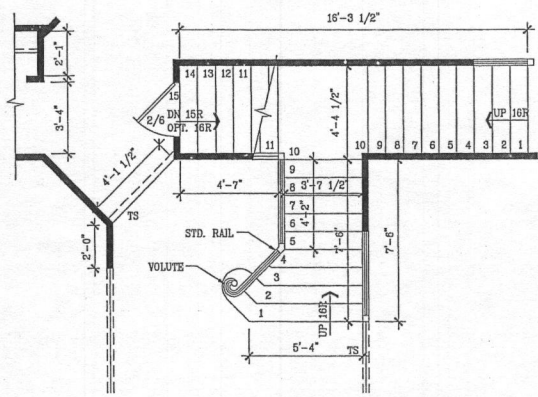 16'-3 1/2"
2'-1"
14 13 12 11
15
DN 15R
2/6
OPT. 16R
UP 16R
10 9 8 7 6 5 4 3 2 1
3'-4"
4'-4 1/2"
11
10
9
8
7
6
5
4
3
2
1
4'-1 1/2"
4'-7"
3'-7 1/2"
4'-2"
7'-6"
7'-6"
TS
2'-0"
STD. RAIL
VOLUTE
UP 16R
5'-4"
TS